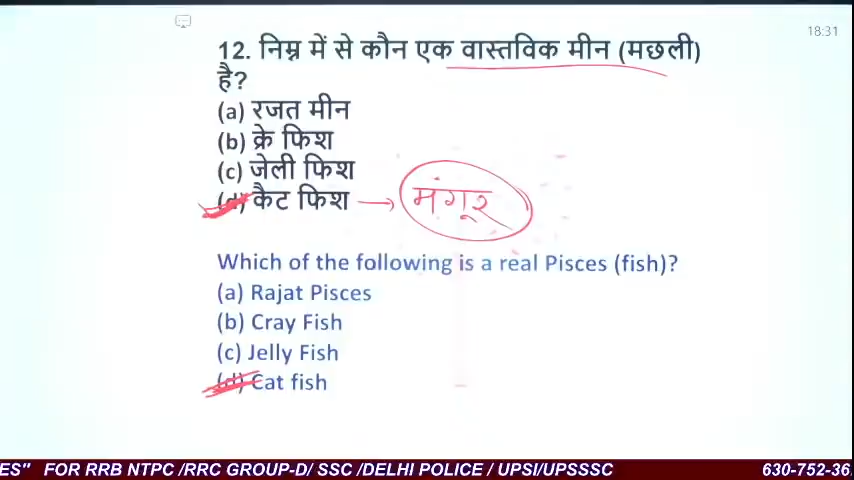 18:31
12. निम्न में से कौन एक वास्तविक मीन (मछली)
है?
(a) रजत मीन
(b) क्रे फिश
(c) जेली फिश
(d) कैट फिश → मंगूर
Which of the following is a real Pisces (fish)?
(a) Rajat Pisces
(b) Cray Fish
(c) Jelly Fish
(d) Cat fish
ES" FOR RRB NTPC /RRC GROUP-D/ SSC /DELHI POLICE / UPSI/UPSSSC 630-752-36